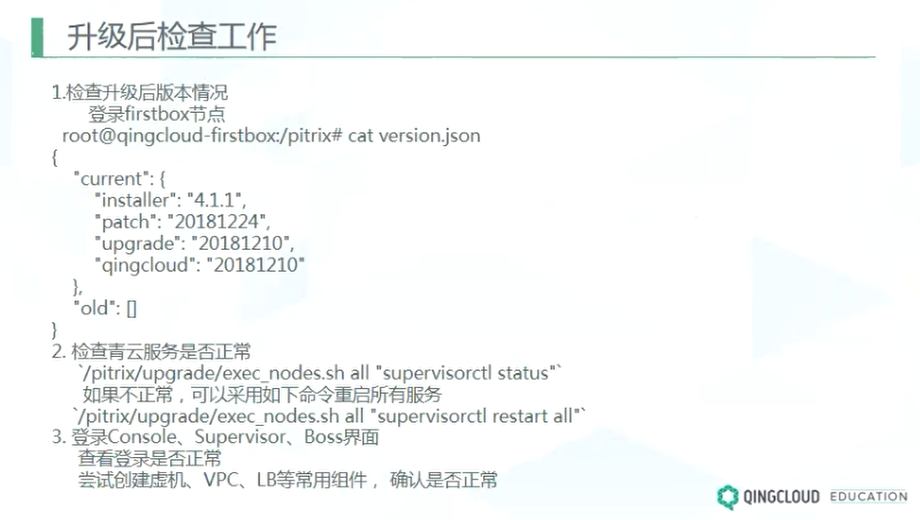 升级后检查工作
1.检查升级后版本情况
登录firstbox节点
root@qingcloud-firstbox:/pitrix# cat version.json
{
"current": {
"installer": "4.1.1",
"patch": "20181224",
"upgrade": "20181210",
"qingcloud": "20181210"
},
"old": []
}
2. 检查青云服务是否正常
`/pitrix/upgrade/exec_nodes.sh all "supervisorctl status"`
如果不正常，可以采用如下命令重启所有服务
`/pitrix/upgrade/exec_nodes.sh all "supervisorctl restart all"`
3. 登录Console、Supervisor、Boss界面
查看登录是否正常
尝试创建虚机、VPC、LB等常用组件， 确认是否正常
QINGCLOUD EDUCATION